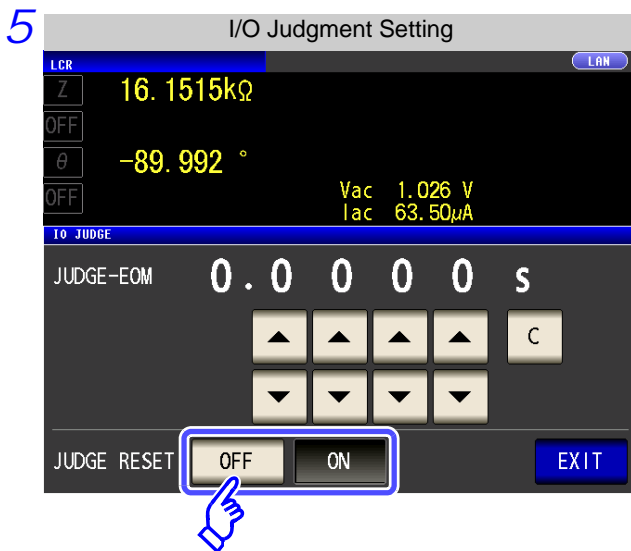 5
I/O Judgment Setting
LCR LAN
Z 16.1515kΩ
OFF
θ -89.992 °
OFF Vac 1.026 V
Iac 63.50μA
IO JUDGE
JUDGE-EOM 0.0000 s
C
JUDGE RESET OFF ON EXIT